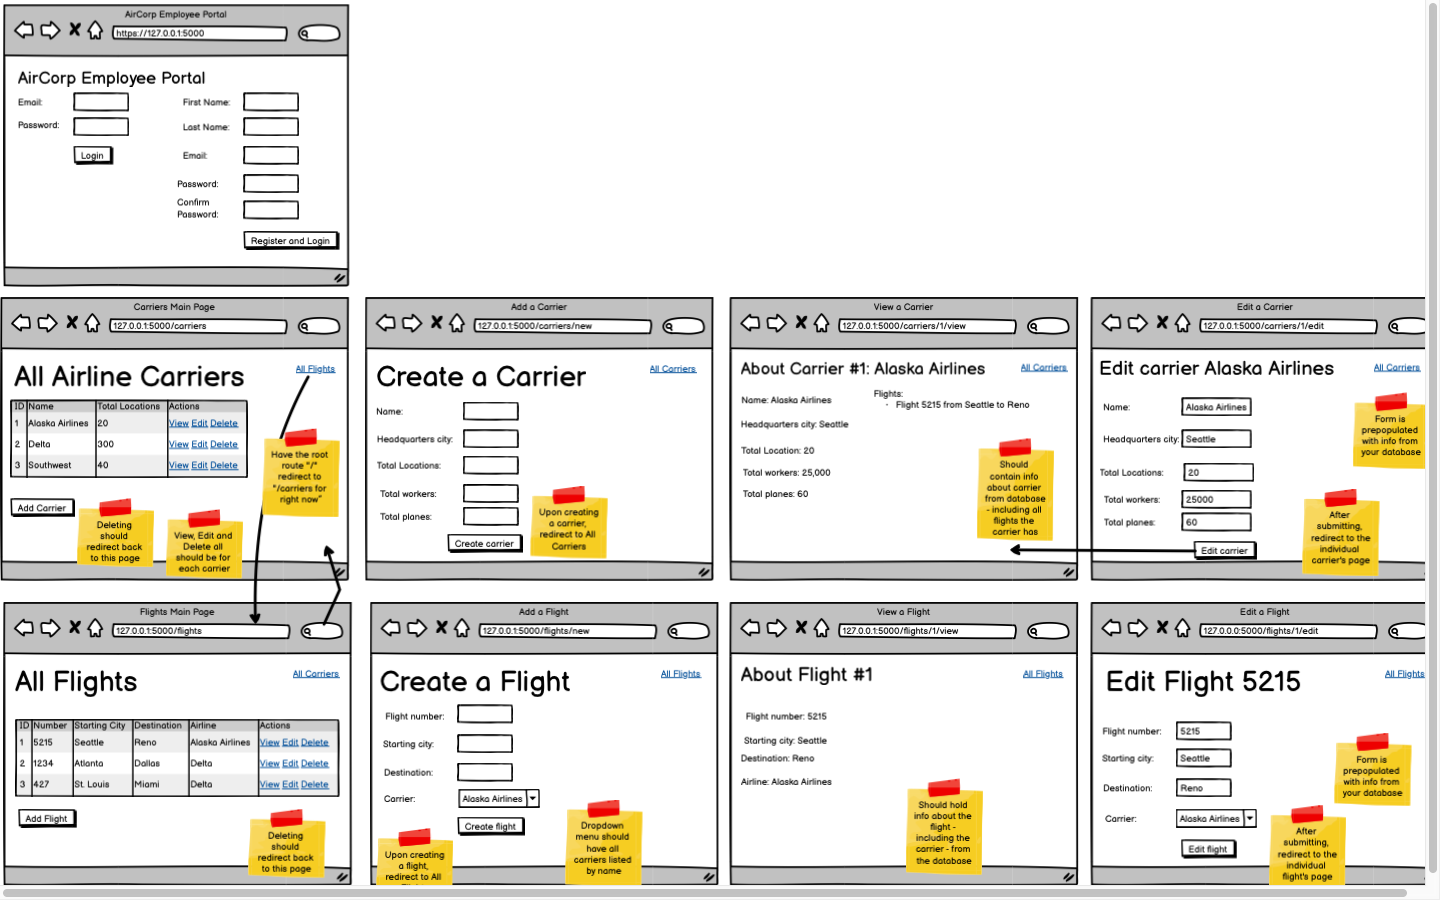 AirCorp Employee Portal
https://127.0.0.1:5000
AirCorp Employee Portal
Email:
Password:
Login
First Name:
Last Name:
Email:
Password:
Confirm
Password:
Register and Login
Carriers Main Page
127.0.0.1:5000/carriers
All Flights
All Airline Carriers
ID Name Total Locations Actions
1 Alaska Airlines 20 View Edit Delete
2 Delta 300 View Edit Delete
3 Southwest 40 View Edit Delete
Add Carrier
Deleting
should
redirect back
to this page
View, Edit and
Delete all
should be for
each carrier
Have the root
route "/"
redirect to
"/carriers for
right now"
Add a Carrier
127.0.0.1:5000/carriers/new
All Carriers
Create a Carrier
Name:
Headquarters city:
Total Locations:
Total workers:
Total planes:
Create carrier
Upon creating
a carrier,
redirect to All
Carriers
View a Carrier
127.0.0.1:5000/carriers/1/view
About Carrier #1: Alaska Airlines
All Carriers
Name: Alaska Airlines
Headquarters city: Seattle
Total Location: 20
Total workers: 25,000
Total planes: 60
Flights:
· Flight 5215 from Seattle to Reno
Should
contain info
about carrier
from database
- including all
flights the
carrier has
Edit a Carrier
127.0.0.1:5000/carriers/1/edit
Edit carrier Alaska Airlines
All Carriers
Name: Alaska Airlines
Headquarters city: Seattle
Total Locations: 20
Total workers: 25000
Total planes: 60
Edit carrier
Form is
prepopulated
with info from
your database
After
submitting,
redirect to the
individual
carrier's page
Flights Main Page
127.0.0.1:5000/flights
All Carriers
All Flights
ID Number Starting City Destination Airline Actions
1 5215 Seattle Reno Alaska Airlines View Edit Delete
2 1234 Atlanta Dallas Delta View Edit Delete
3 427 St. Louis Miami Delta View Edit Delete
Add Flight
Deleting
should
redirect back
to this page
Add a Flight
127.0.0.1:5000/flights/new
All Flights
Create a Flight
Flight number:
Starting city:
Destination:
Carrier: Alaska Airlines
Create flight
Upon creating
a flight,
redirect to All
Dropdown
menu should
have all
carriers listed
by name
View a Flight
127.0.0.1:5000/flights/1/view
About Flight #1
All Flights
Flight number: 5215
Starting city: Seattle
Destination: Reno
Airline: Alaska Airlines
Should hold
info about the
flight -
including the
carrier - from
the database
Edit a Flight
127.0.0.0:5000/flights/1/edit
All Flights
Edit Flight 5215
Flight number: 5215
Starting city: Seattle
Destination: Reno
Carrier: Alaska Airlines
Edit flight
Form is
prepopulated
with info from
your database
After
submitting,
redirect to the
individual
flight's page